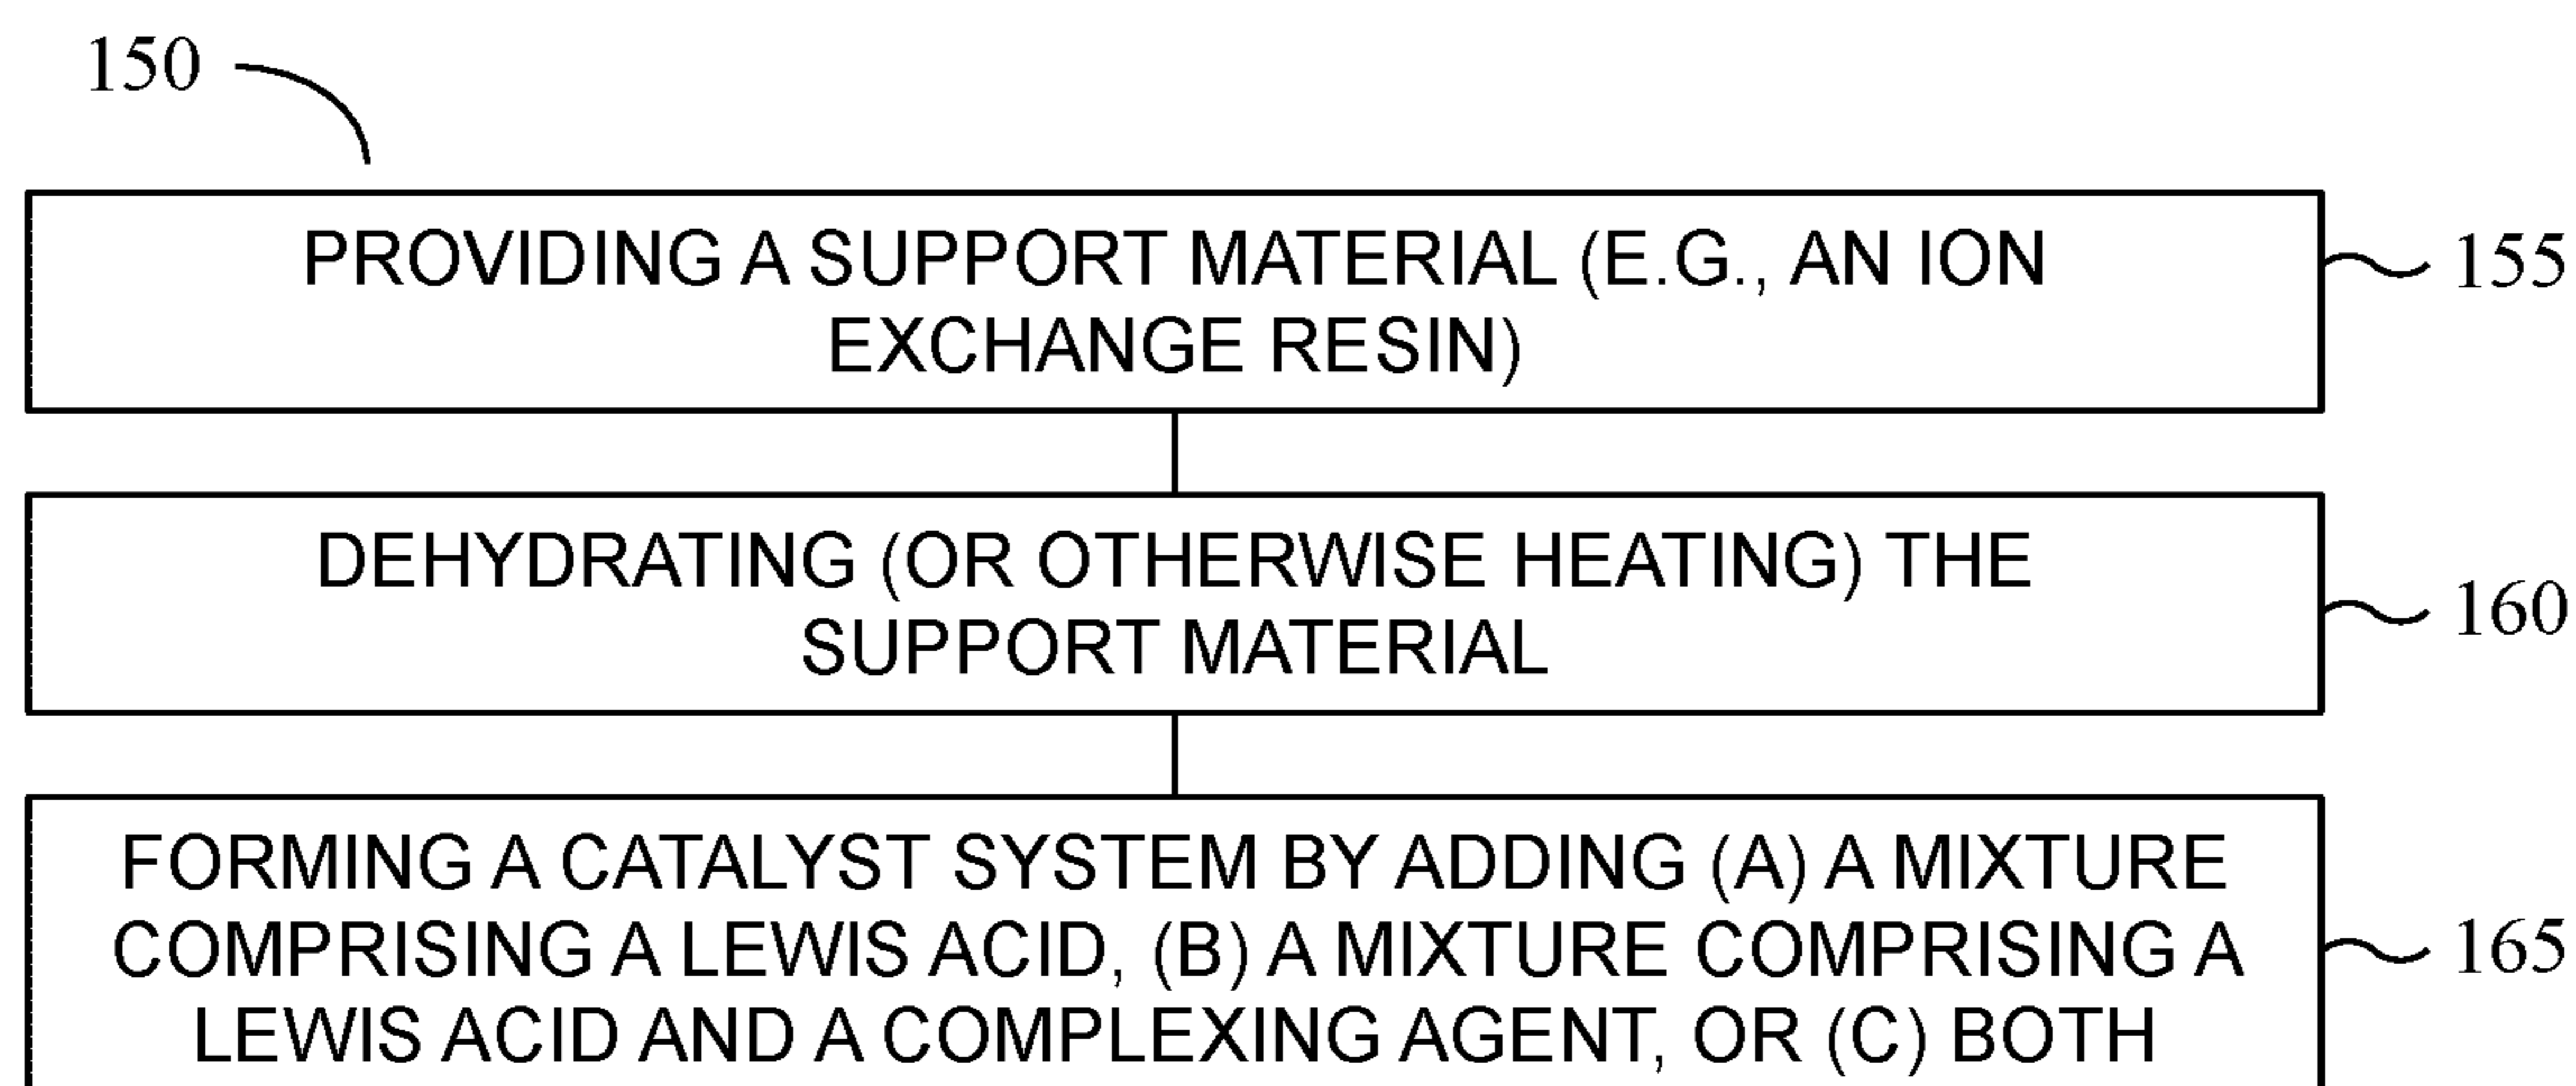 150
PROVIDING A SUPPORT MATERIAL (E.G., AN ION
EXCHANGE RESIN)
155
DEHYDRATING (OR OTHERWISE HEATING) THE
SUPPORT MATERIAL
160
FORMING A CATALYST SYSTEM BY ADDING (A) A MIXTURE
COMPRISING A LEWIS ACID, (B) A MIXTURE COMPRISING A
LEWIS ACID AND A COMPLEXING AGENT, OR (C) BOTH
165